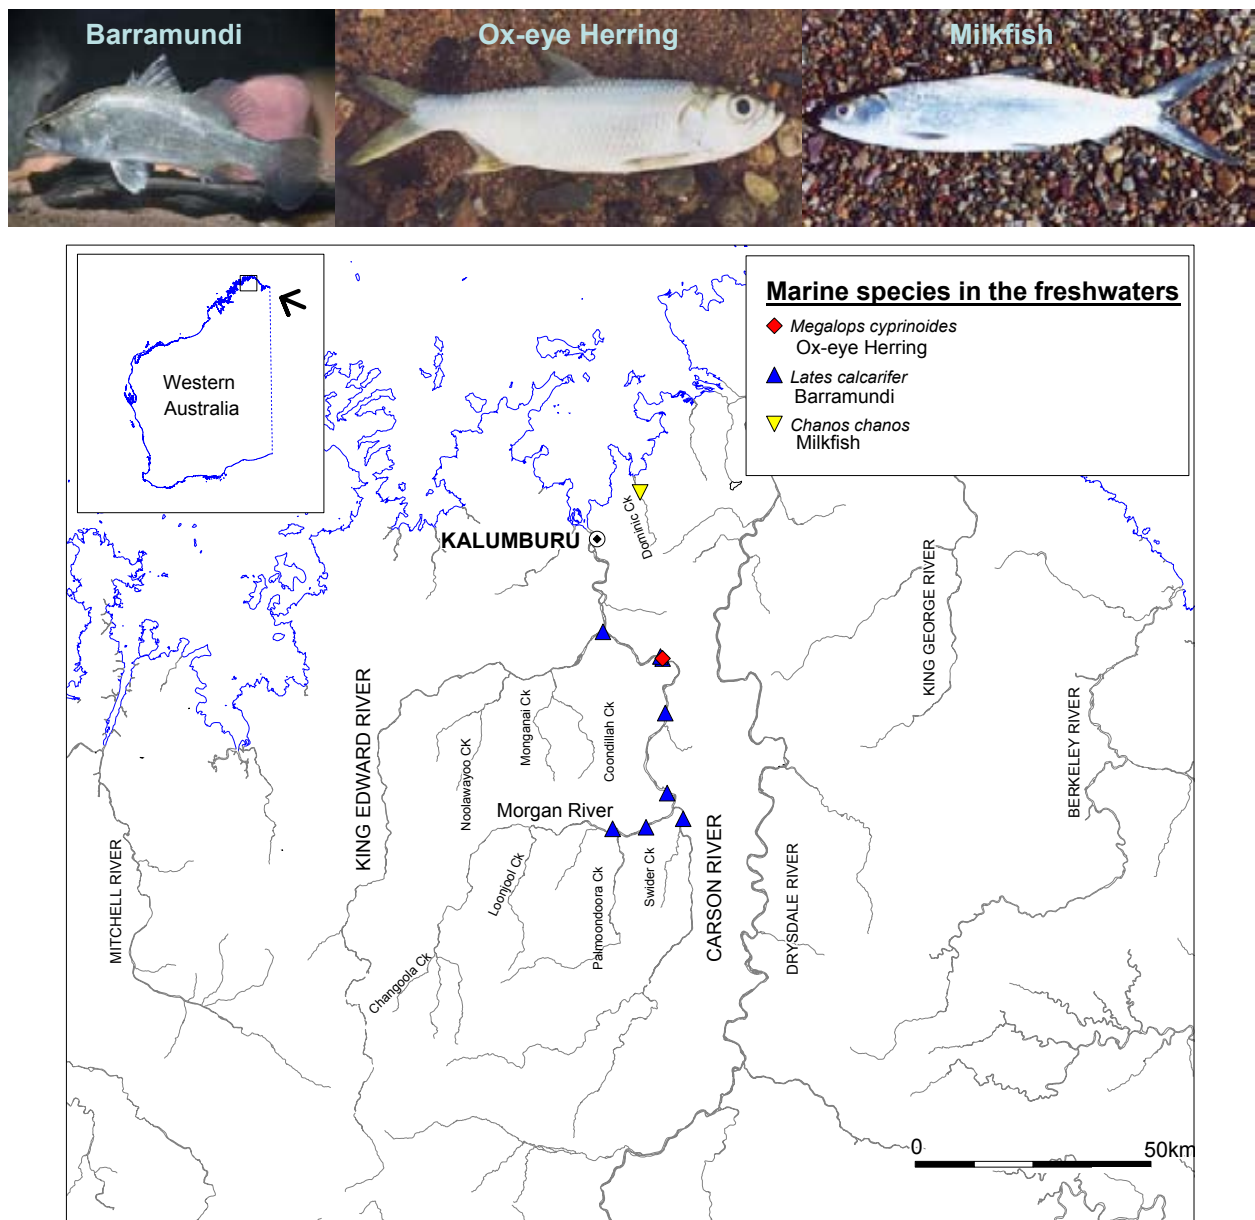 Barramundi
Ox-eye Herring
Milkfish
Western
Australia
Marine species in the freshwaters
Megalops cyprinoides
Ox-eye Herring
Lates calcarifer
Barramundi
Chanos chanos
Milkfish
Dominic Ck
KALUMBURU
KING GEORGE RIVER
KING EDWARD RIVER
Monganai Ck
Coondillah Ck
Noolawayoo CK
BERKELEY RIVER
Morgan River
MITCHELL RIVER
Loonjool Ck
Palmoondoora Ck
Swider Ck
CARSON RIVER
DRYSDALE RIVER
Changoola Ck
0
50km